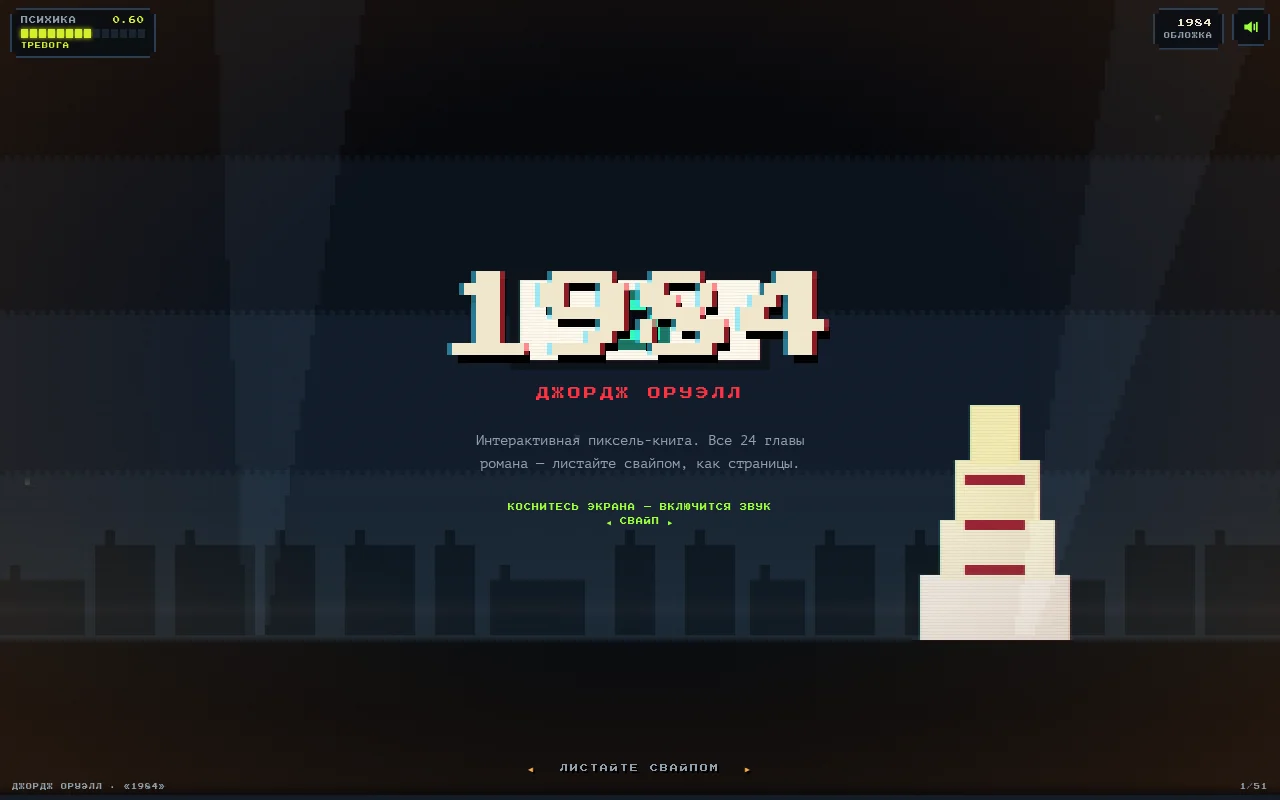 ПСИХИКА 0.60
ТРЕВОГА
1984
ОБЛОЖКА
1984
ДЖОРДЖ ОРУЭЛЛ
Интерактивная пиксель-книга. Все 24 главы
романа — листайте свайпом, как страницы.
КОСНИТЕСЬ ЭКРАНА — ВКЛЮЧИТСЯ ЗВУК
◂ СВАЙП ▸
◂ ЛИСТАЙТЕ СВАЙПОМ ▸
ДЖОРДЖ ОРУЭЛЛ · «1984»
1/51